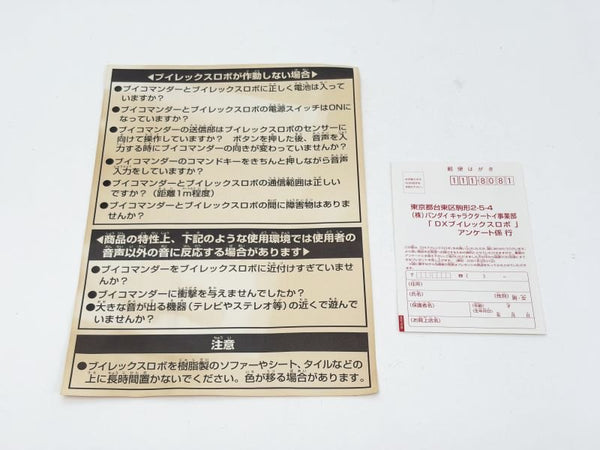 ◀ブイレックスロボが作動しない場合▶
●ブイコマンダーとブイレックスロボに正しく電池は入っ
ていますか？
●ブイコマンダーとブイレックスロボの電源スイッチはONに
なっていますか？
●ブイコマンダーの送信部はブイレックスロボのセンサーに
向けて操作していますか？ ボタンを押した後、音声を入
力する時にブイコマンダーの向きが変わっていませんか？
●ブイコマンダーのコマンドキーをきちんと押しながら音声
入力をしていますか？
●ブイコマンダーとブイレックスロボの通信範囲は正しい
ですか？（距離1m程度）
●ブイコマンダーとブイレックスロボの間に障害物はありま
せんか？
◀商品の特性上、下記のような使用環境では使用者の
音声以外の音に反応する場合があります▶
●ブイコマンダーをブイレックスロボに近付けすぎていませ
んか？
●ブイコマンダーに衝撃を与えませんでしたか？
●大きな音が出る機器（テレビやステレオ等）の近くで遊んで
いませんか？
注意
●ブイレックスロボを樹脂製のソファーやシート、タイルなどの
上に長時間置かないでください。色が移る場合があります。
郵便はがき
1118081
東京都台東区駒形2-5-4
（株）バンダイ キャラクタートイ事業部
「DXブイレックスロボ」
アンケート係 行
〒
（住所）
（氏名）
（保護者名）
（お買上店名）